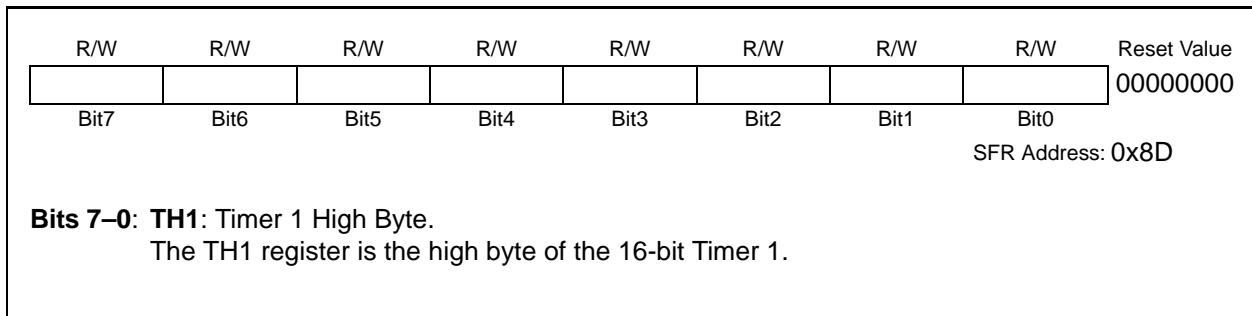 R/W R/W R/W R/W R/W R/W R/W R/W Reset Value
00000000
Bit7 Bit6 Bit5 Bit4 Bit3 Bit2 Bit1 Bit0
SFR Address: 0x8D
Bits 7–0: TH1: Timer 1 High Byte.
The TH1 register is the high byte of the 16-bit Timer 1.